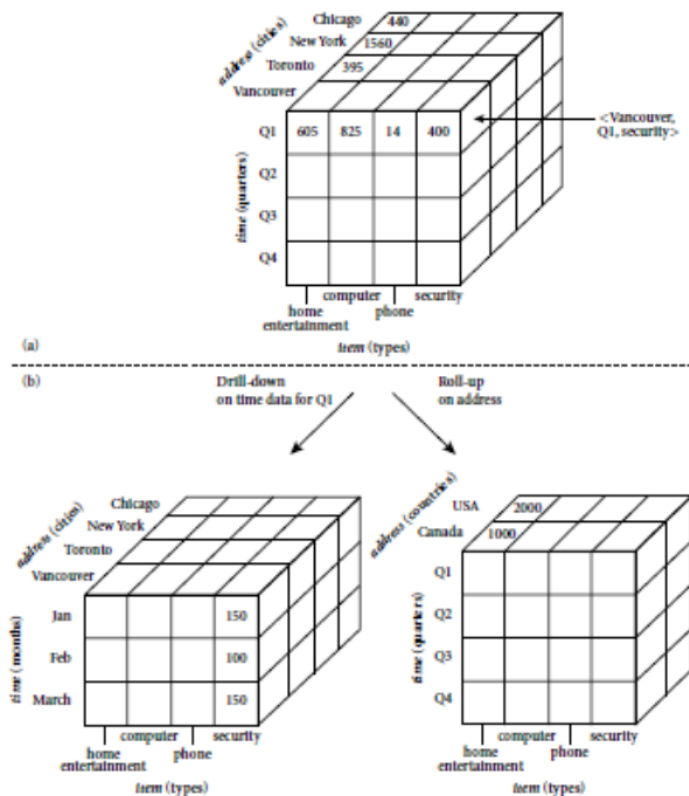 address (cities)
Chicago 440
New York 1560
Toronto 395
Vancouver
Q1 605 825 14 400
<Vancouver,
Q1, security>
Q2
Q3
Q4
time (quarters)
computer security
home phone
entertainment
item (types)
(a)
(b)
Drill-down
on time data for Q1
Roll-up
on address
address (cities)
Chicago
New York
Toronto
Vancouver
Jan 150
Feb 100
March 150
time (months)
computer security
home phone
entertainment
item (types)
address (countries)
USA 2000
Canada 1000
Q1
Q2
Q3
Q4
time (quarters)
computer security
home phone
entertainment
item (types)